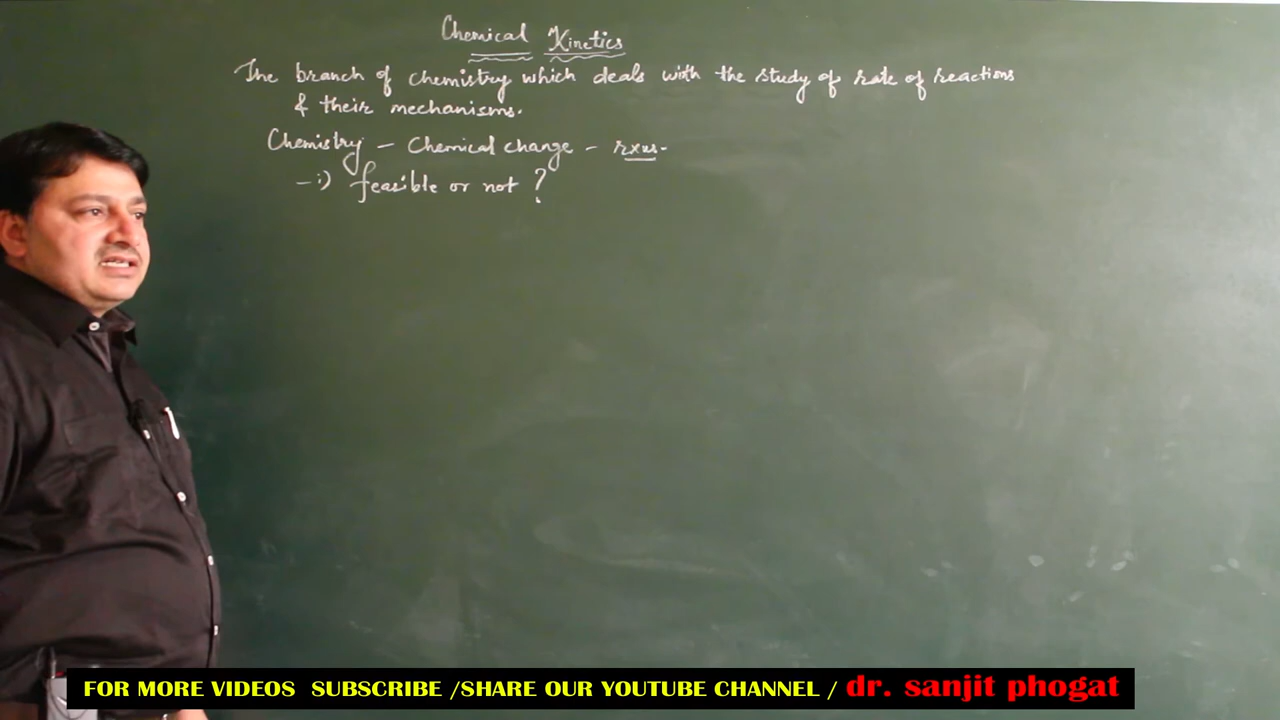 Chemical Kinetics
The branch of chemistry which deals with the study of rate of reactions
& their mechanisms.
Chemistry - Chemical change - rxns.
- i) feasible or not ?
FOR MORE VIDEOS SUBSCRIBE /SHARE OUR YOUTUBE CHANNEL / dr. sanjit phogat